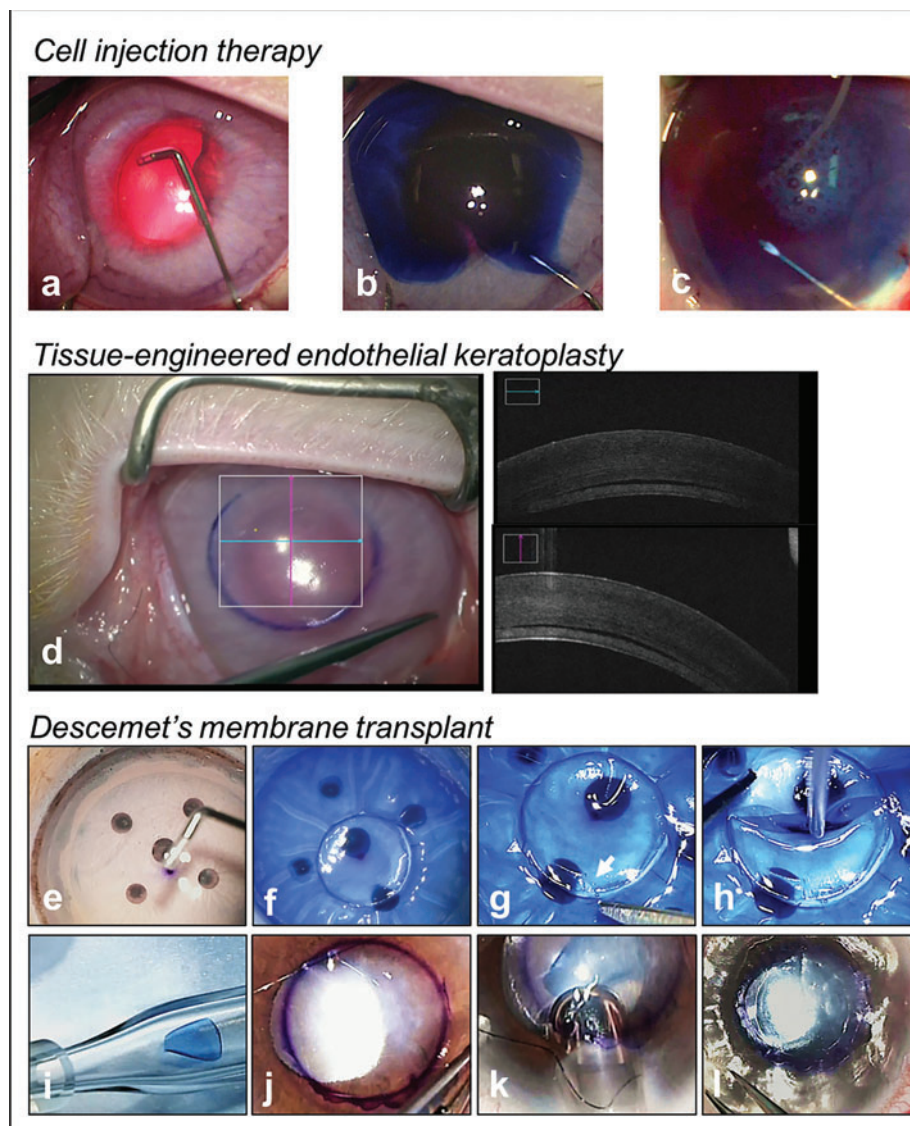 Cell injection therapy
a
b
c
Tissue-engineered endothelial keratoplasty
d
Descemet's membrane transplant
e
f
g
h
i
j
k
l